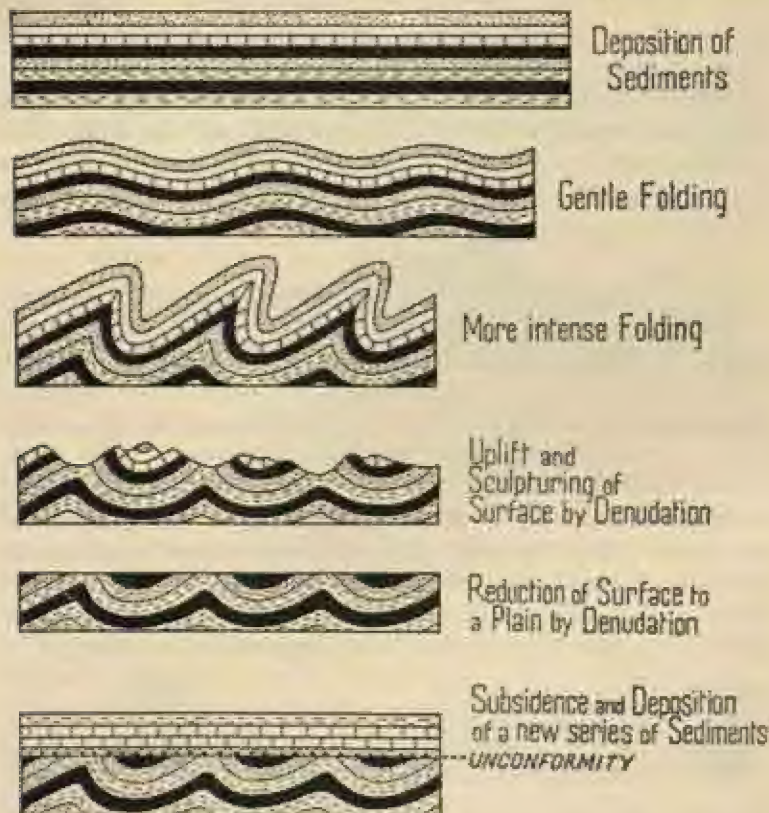 Deposition of
Sediments
Gentle Folding
More intense Folding
Uplift and
Sculpturing of
Surface by Denudation
Reduction of Surface to
a Plain by Denudation
Subsidence and Deposition
of a new series of Sediments
UNCONFORMITY